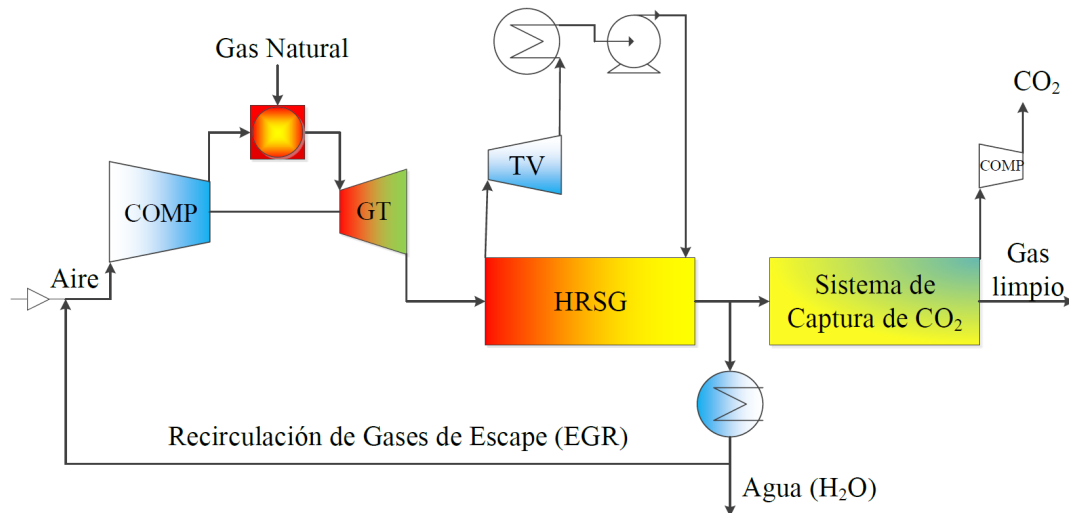 Gas Natural
CO₂
TV
COMP
COMP
GT
Aire
HRSG
Sistema de
Captura de CO₂
Gas
limpio
Recirculación de Gases de Escape (EGR)
Agua (H₂O)